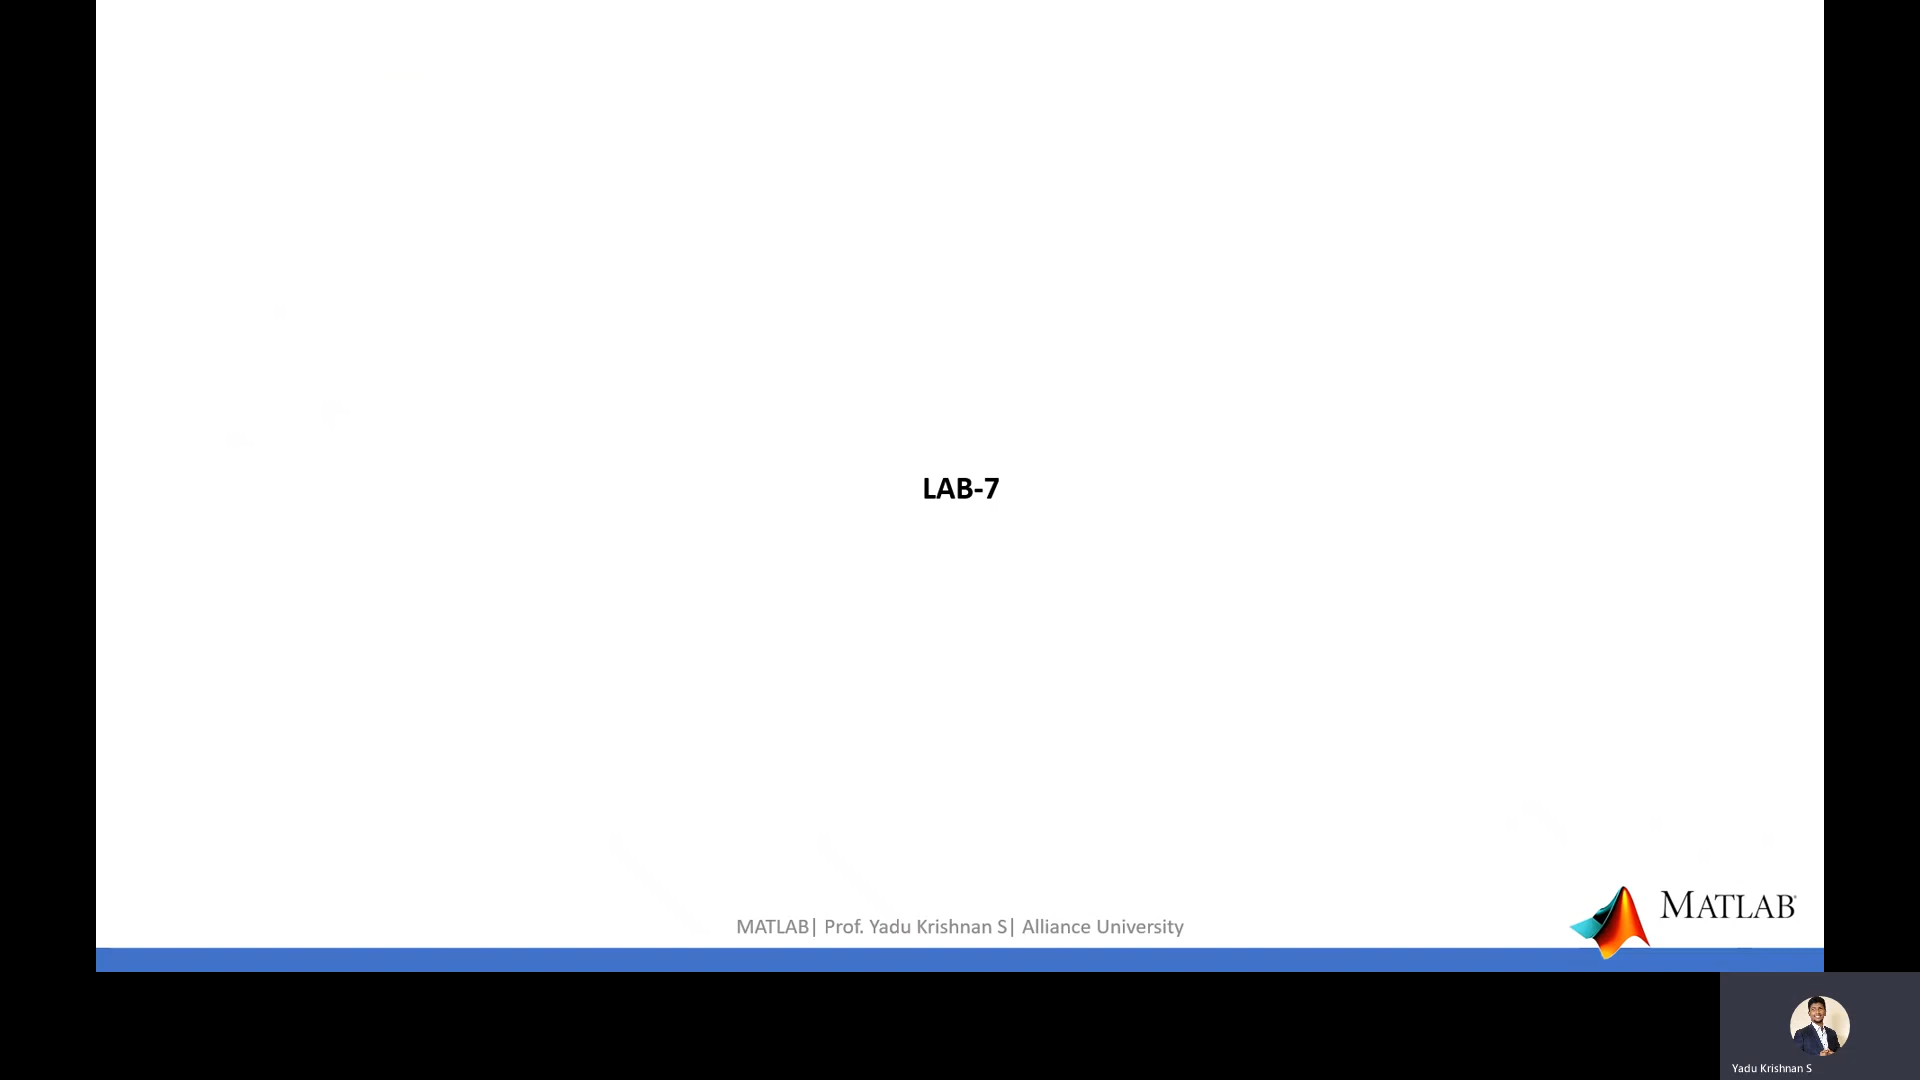 LAB-7
MATLAB| Prof. Yadu Krishnan S| Alliance University
MATLAB
Yadu Krishnan S